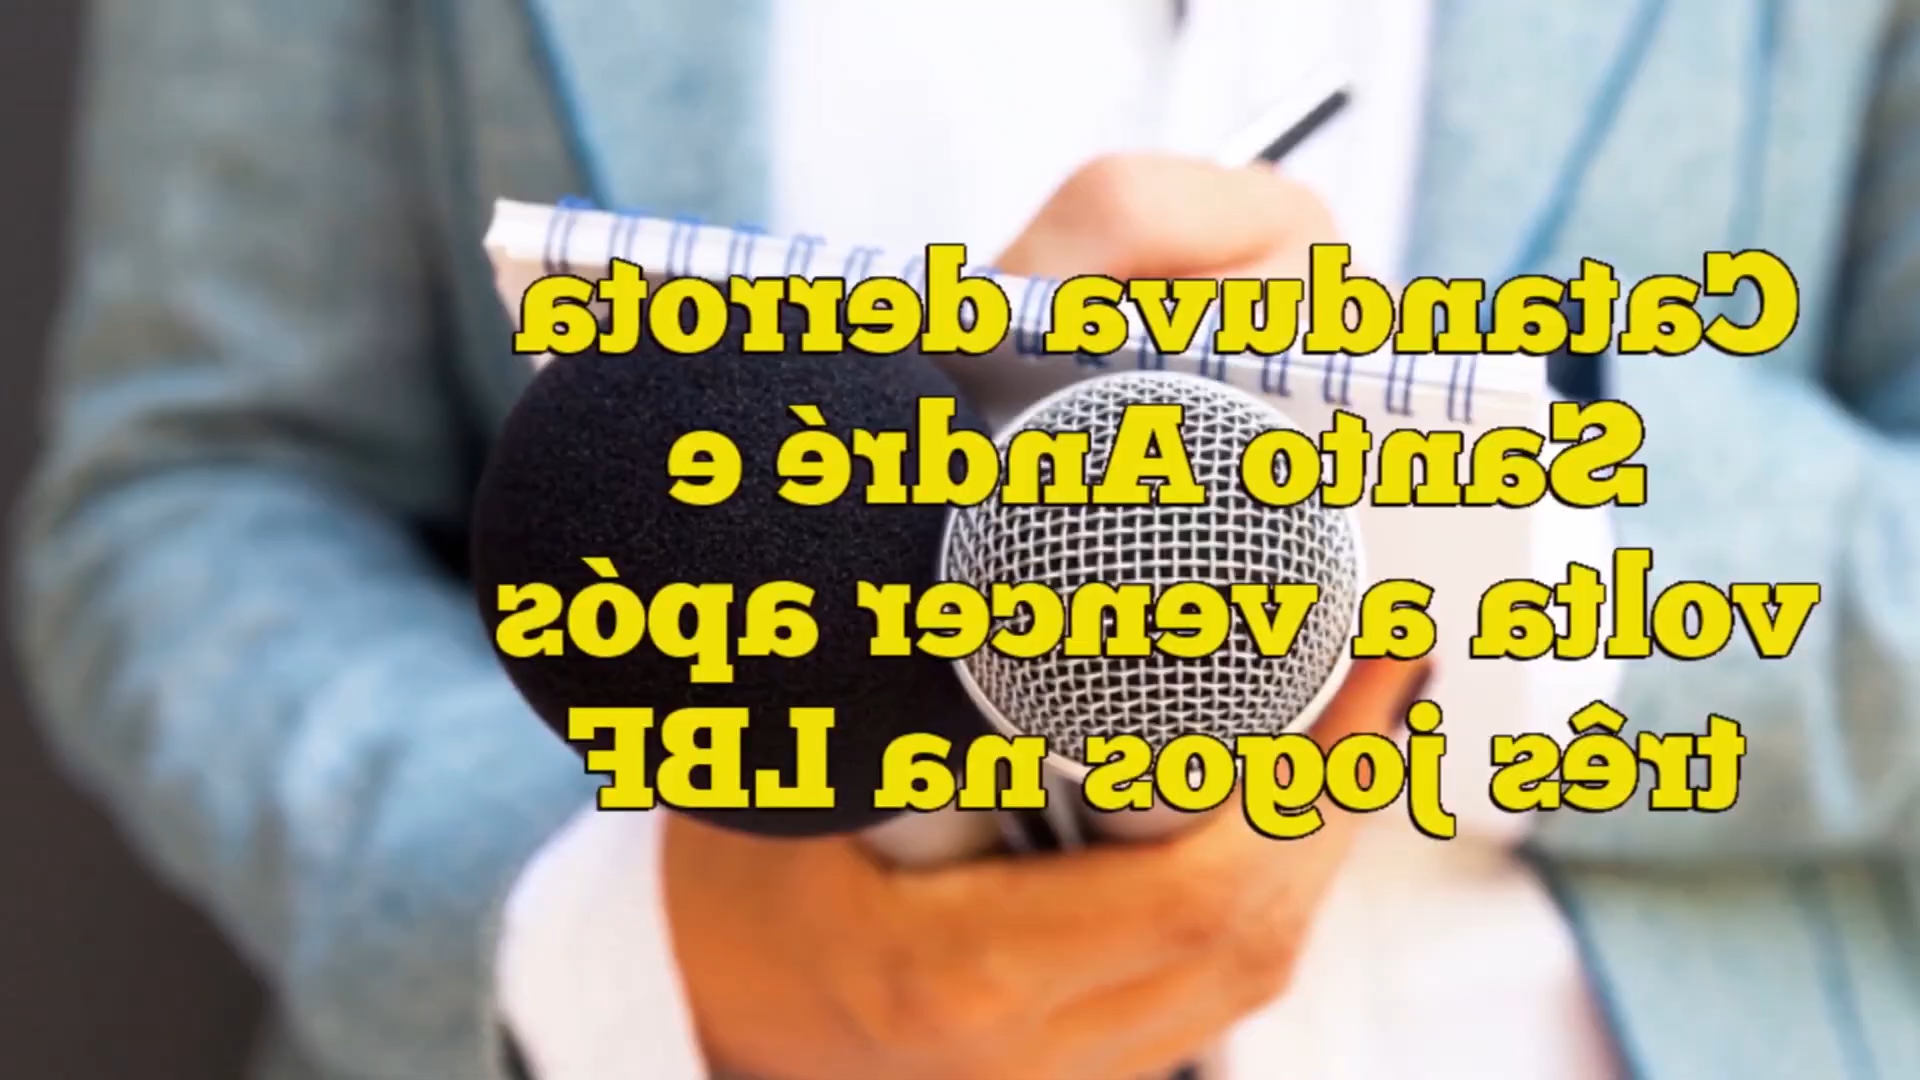 Catanduva derrota
Santo André e
volta a vencer após
três jogos na LBF